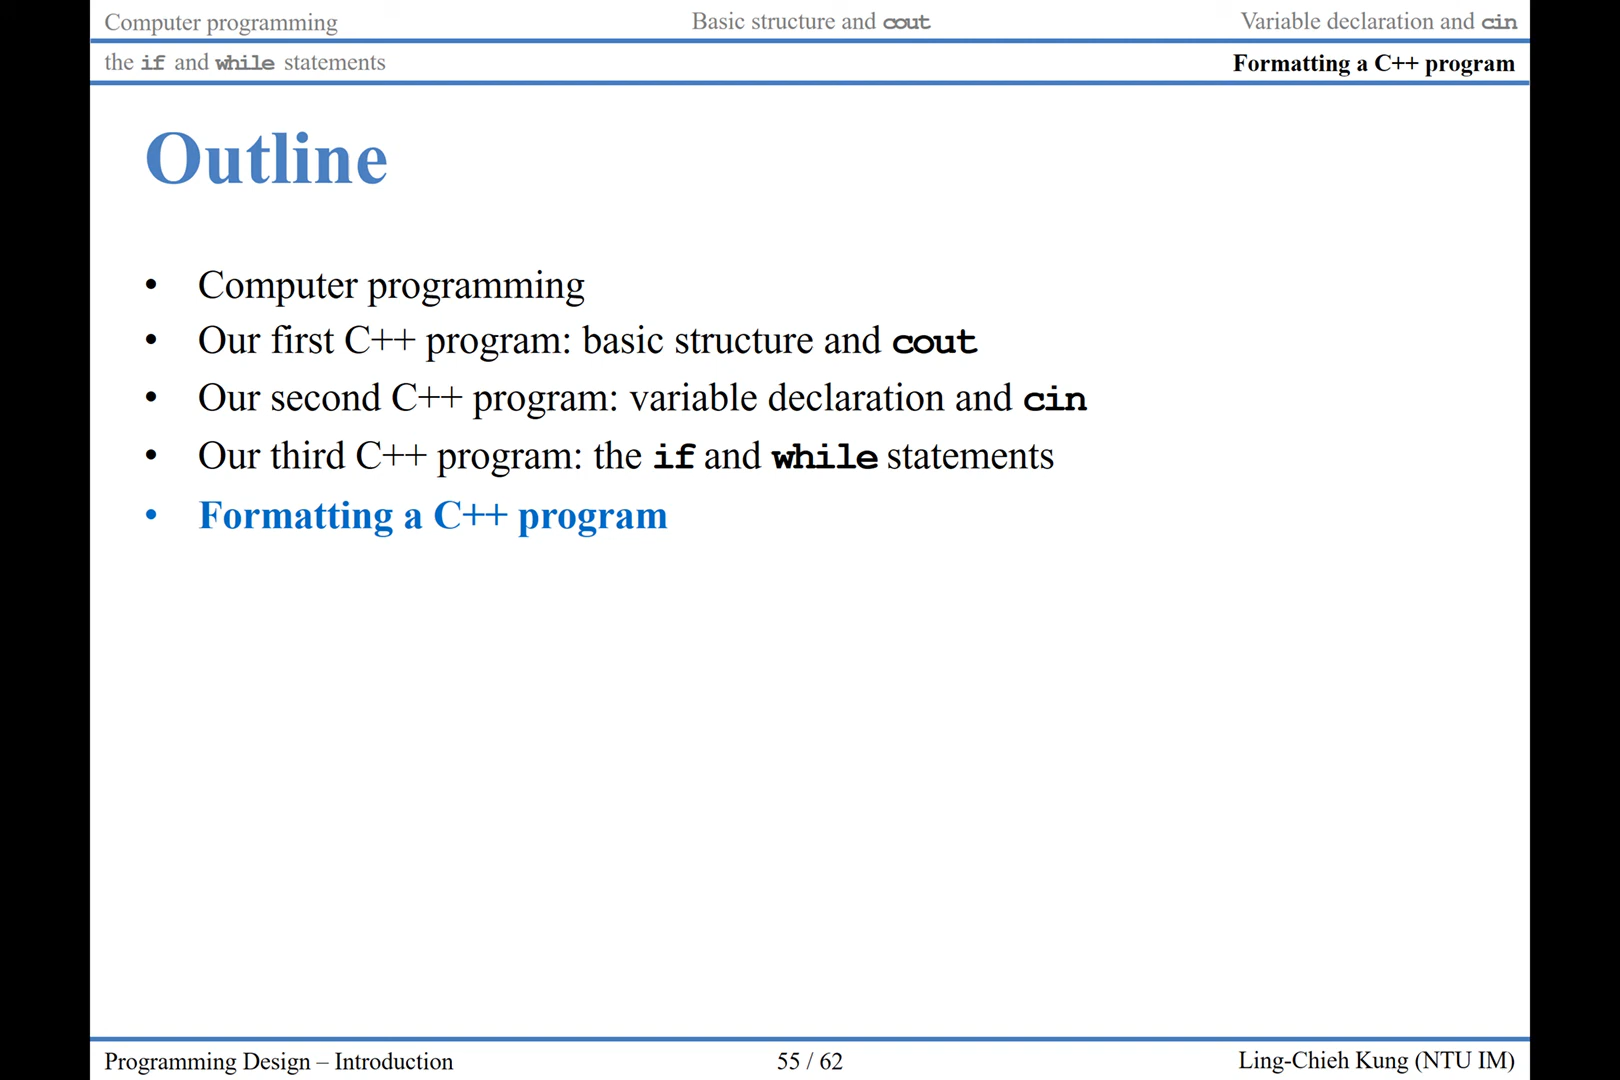 Computer programming Basic structure and cout Variable declaration and cin
the if and while statements Formatting a C++ program
Outline
• Computer programming
• Our first C++ program: basic structure and cout
• Our second C++ program: variable declaration and cin
• Our third C++ program: the if and while statements
• Formatting a C++ program
Programming Design – Introduction 55 / 62 Ling-Chieh Kung (NTU IM)